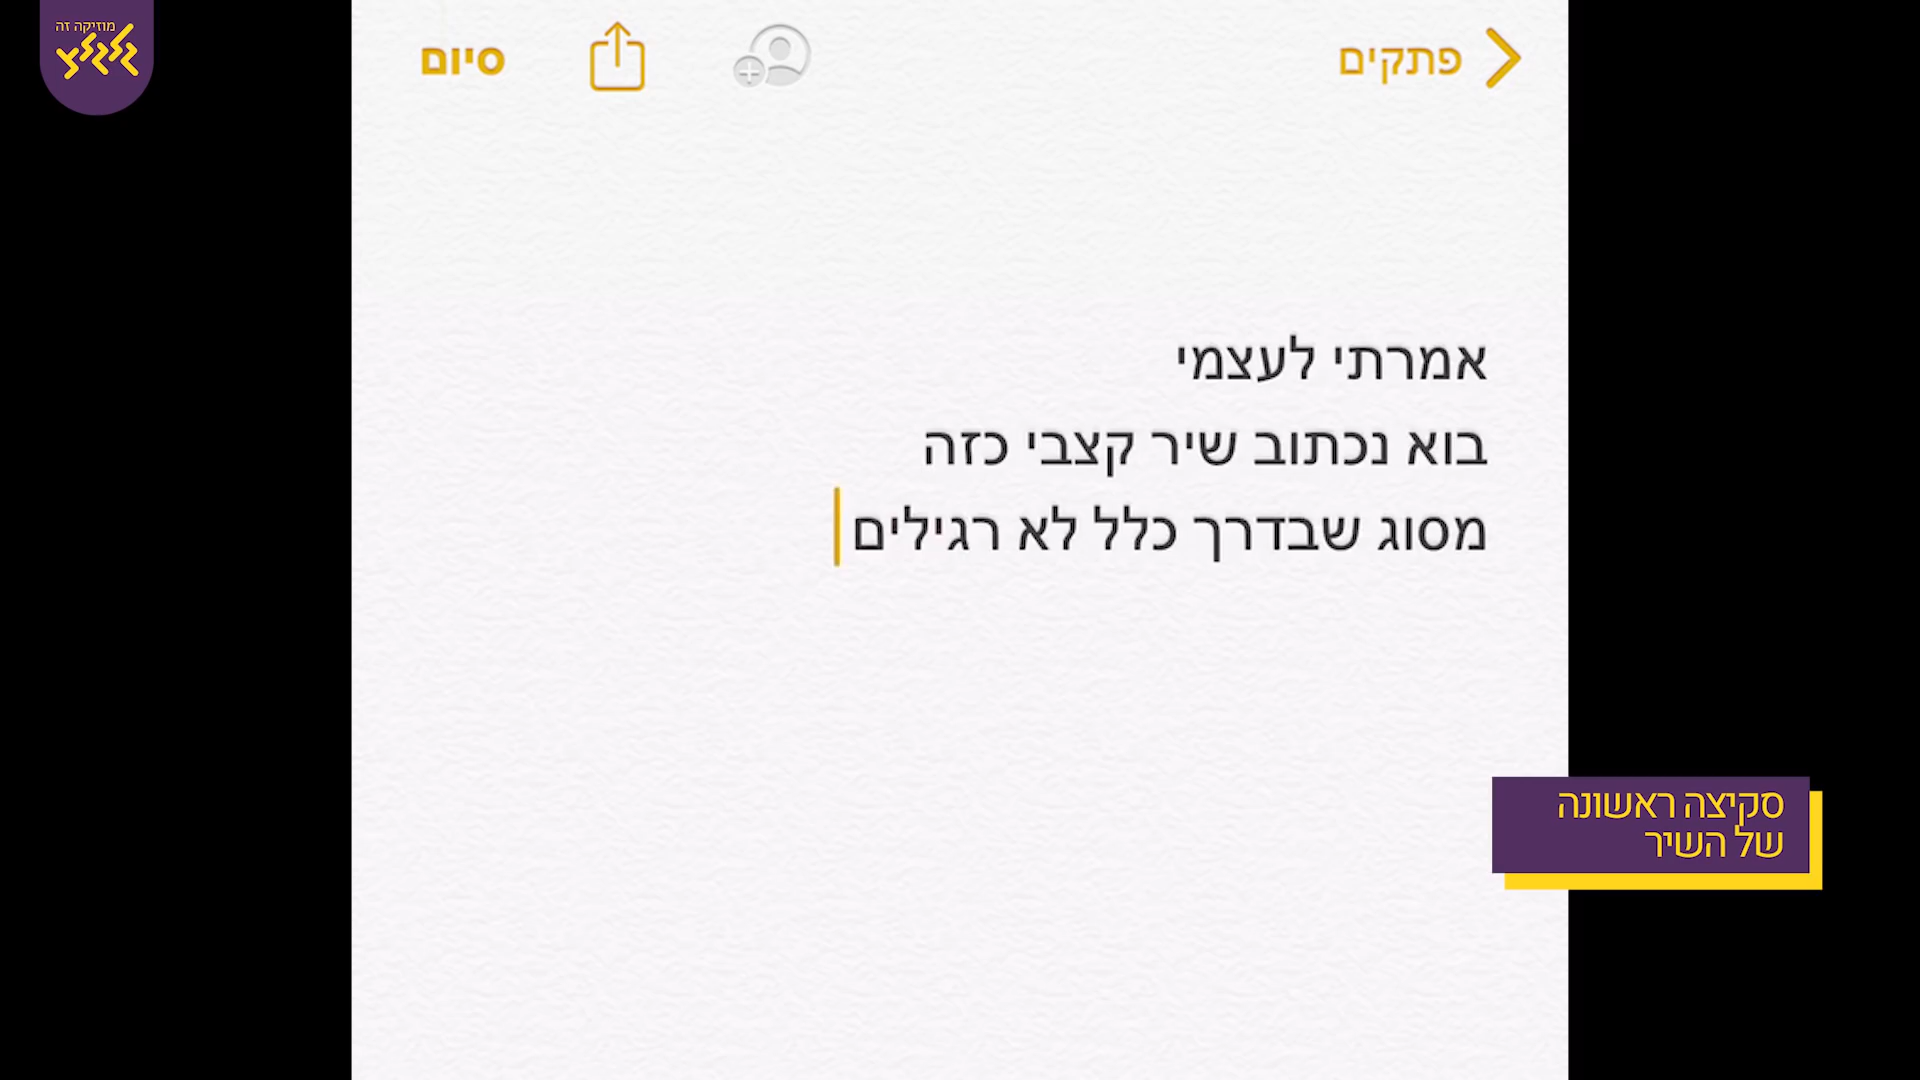 מוזיקה זה
גלגלצ
סיום
פתקים
אמרתי לעצמי
בוא נכתוב שיר קצבי כזה
מסוג שבדרך כלל לא רגילים
סקיצה ראשונה
של השיר